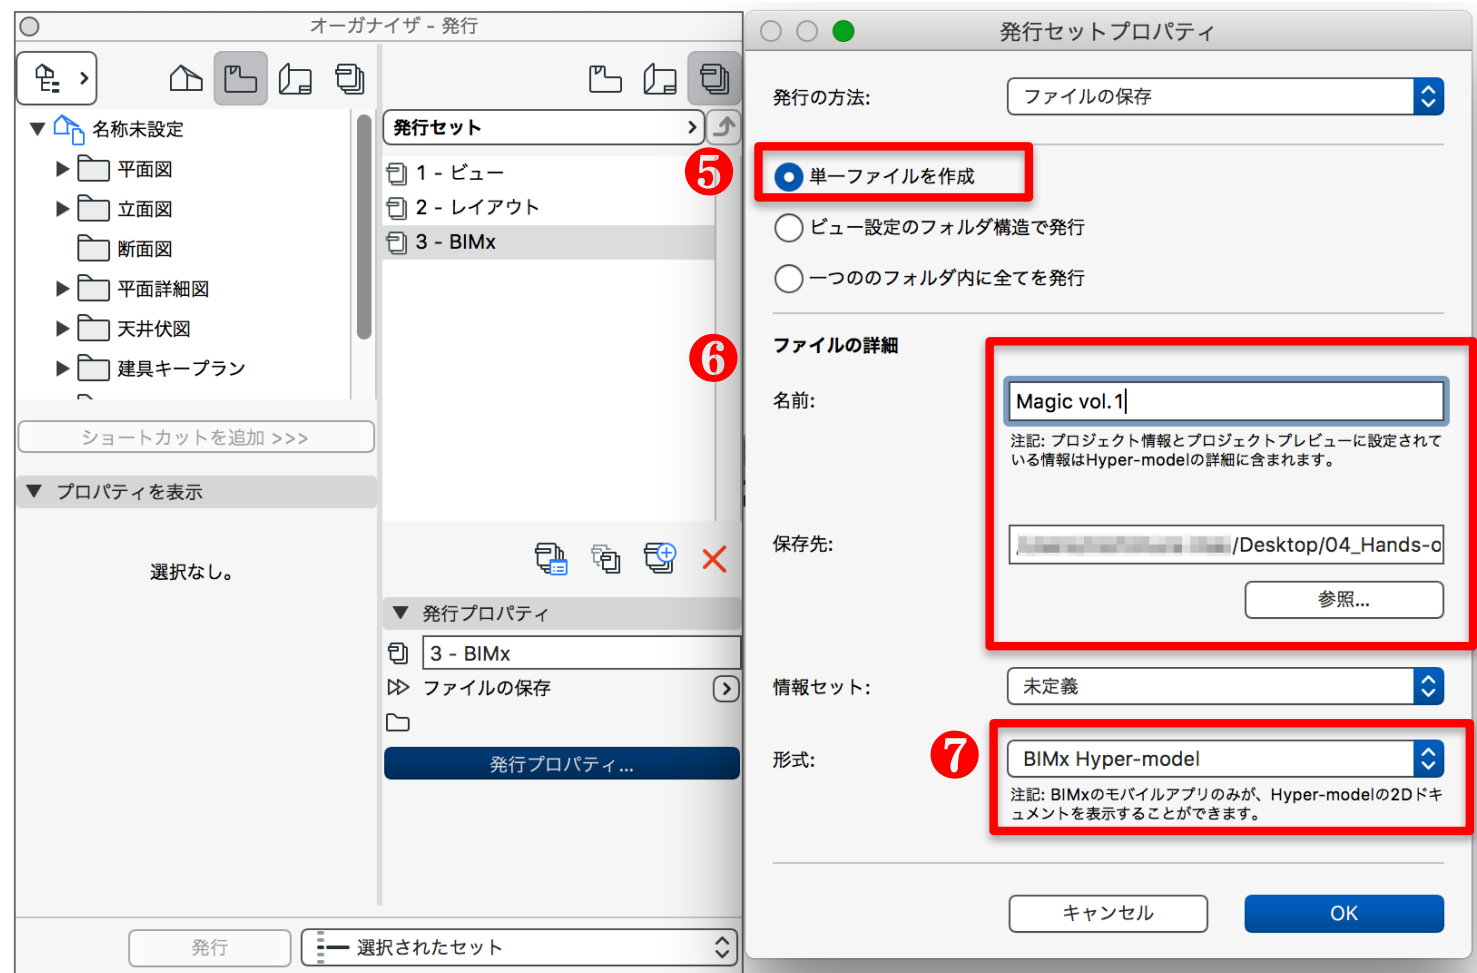 オーガナイザ - 発行
名称未設定
平面図
立面図
断面図
平面詳細図
天井伏図
建具キープラン
ショートカットを追加 >>>
プロパティを表示
選択なし。
発行セット
1 - ビュー
2 - レイアウト
3 - BIMx
発行プロパティ
3 - BIMx
ファイルの保存
発行プロパティ...
発行
選択されたセット
発行セットプロパティ
発行の方法:
ファイルの保存
5
単一ファイルを作成
ビュー設定のフォルダ構造で発行
一つののフォルダ内に全てを発行
ファイルの詳細
6
名前:
Magic vol.1
注記: プロジェクト情報とプロジェクトプレビューに設定されて
いる情報はHyper-modelの詳細に含まれます。
保存先:
/Desktop/04_Hands-o
参照...
情報セット:
未定義
7
形式:
BIMx Hyper-model
注記: BIMxのモバイルアプリのみが、Hyper-modelの2Dドキ
ュメントを表示することができます。
キャンセル
OK